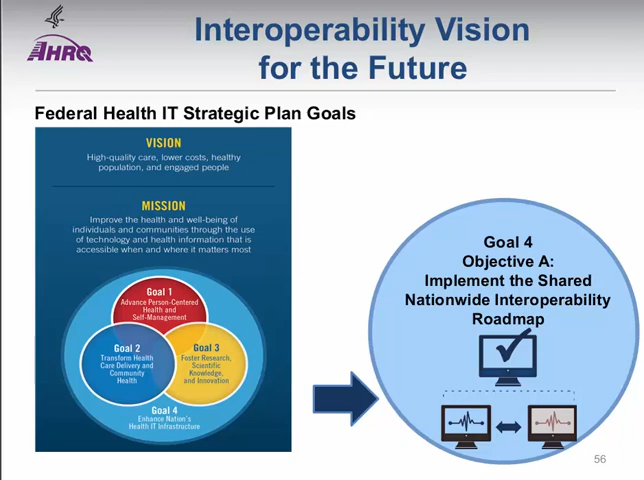 AHRQ
Interoperability Vision
for the Future
Federal Health IT Strategic Plan Goals
VISION
High-quality care, lower costs, healthy
population, and engaged people
MISSION
Improve the health and well-being of
individuals and communities through the use
of technology and health information that is
accessible when and where it matters most
Goal 1
Advance Person-Centered
Health and
Self-Management
Goal 2
Transform Health
Care Delivery and
Community
Health
Goal 3
Foster Research,
Scientific
Knowledge,
and Innovation
Goal 4
Enhance Nation's
Health IT Infrastructure
Goal 4
Objective A:
Implement the Shared
Nationwide Interoperability
Roadmap
56